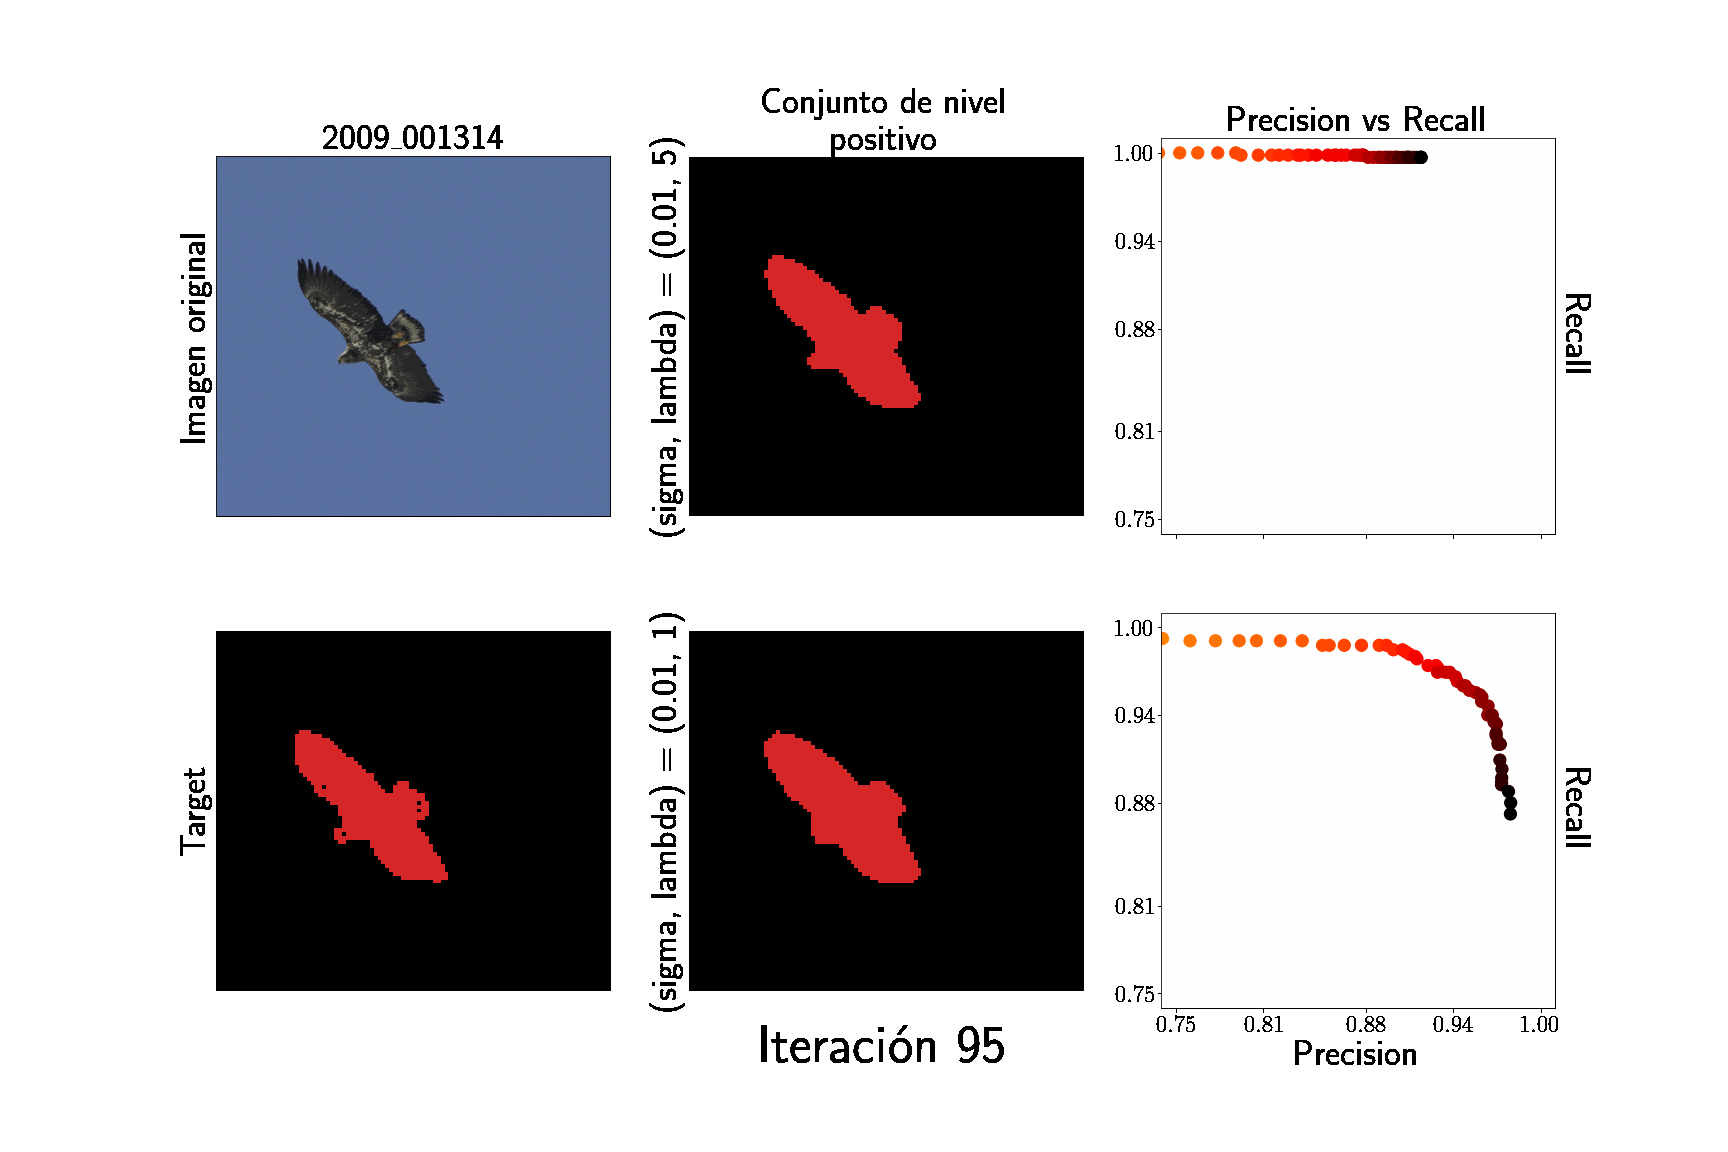 2009_001314
Imagen original
Conjunto de nivel
positivo
(sigma, lambda) = (0.01, 5)
Precision vs Recall
1.00
0.94
0.88
0.81
0.75
Recall
Target
(sigma, lambda) = (0.01, 1)
Iteración 95
1.00
0.94
0.88
0.81
0.75
0.75 0.81 0.88 0.94 1.00
Precision
Recall